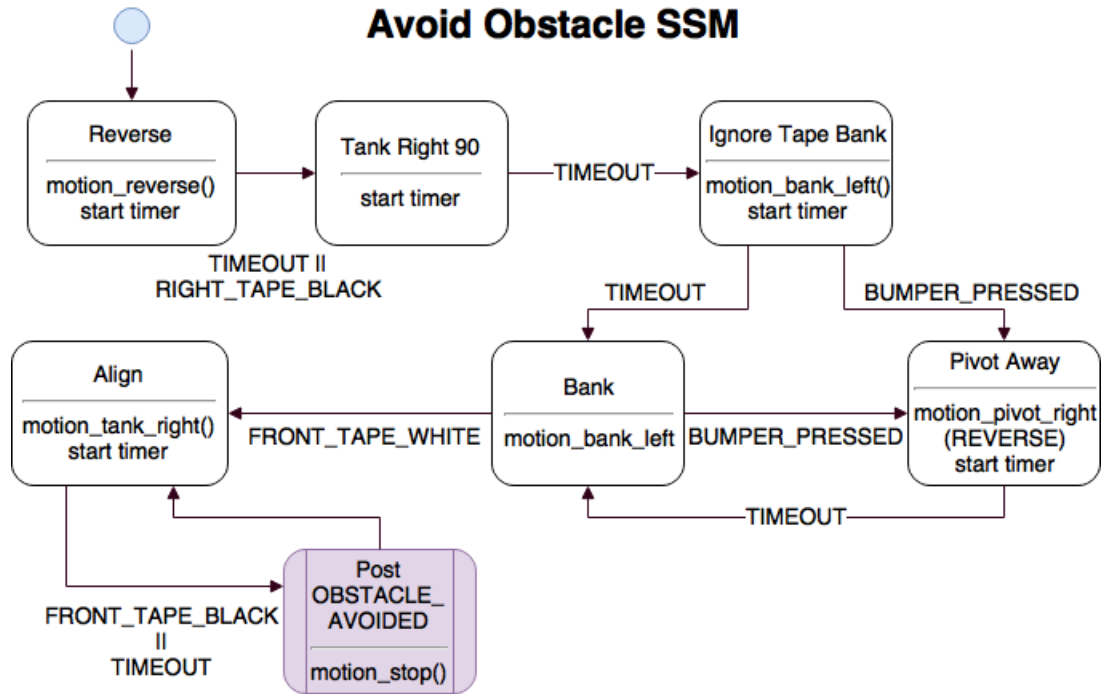 Avoid Obstacle SSM
Reverse
motion_reverse()
start timer
Tank Right 90
start timer
TIMEOUT
Ignore Tape Bank
motion_bank_left()
start timer
TIMEOUT II
RIGHT_TAPE_BLACK
TIMEOUT
BUMPER_PRESSED
Align
motion_tank_right()
start timer
FRONT_TAPE_WHITE
Bank
motion_bank_left
BUMPER_PRESSED
Pivot Away
motion_pivot_right
(REVERSE)
start timer
TIMEOUT
FRONT_TAPE_BLACK
II
TIMEOUT
Post
OBSTACLE_
AVOIDED
motion_stop()